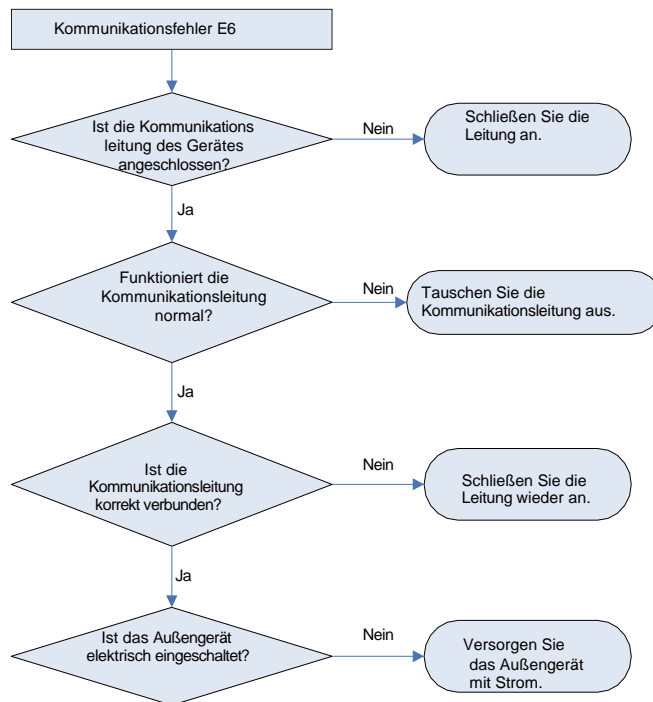 Kommunikationsfehler E6
Ist die Kommunikations
leitung des Gerätes
angeschlossen?
Nein
Schließen Sie die
Leitung an.
Ja
Funktioniert die
Kommunikationsleitung
normal?
Nein
Tauschen Sie die
Kommunikationsleitung aus.
Ja
Ist die
Kommunikationsleitung
korrekt verbunden?
Nein
Schließen Sie die
Leitung wieder an.
Ja
Ist das Außengerät
elektrisch eingeschaltet?
Nein
Versorgen Sie
das Außengerät
mit Strom.